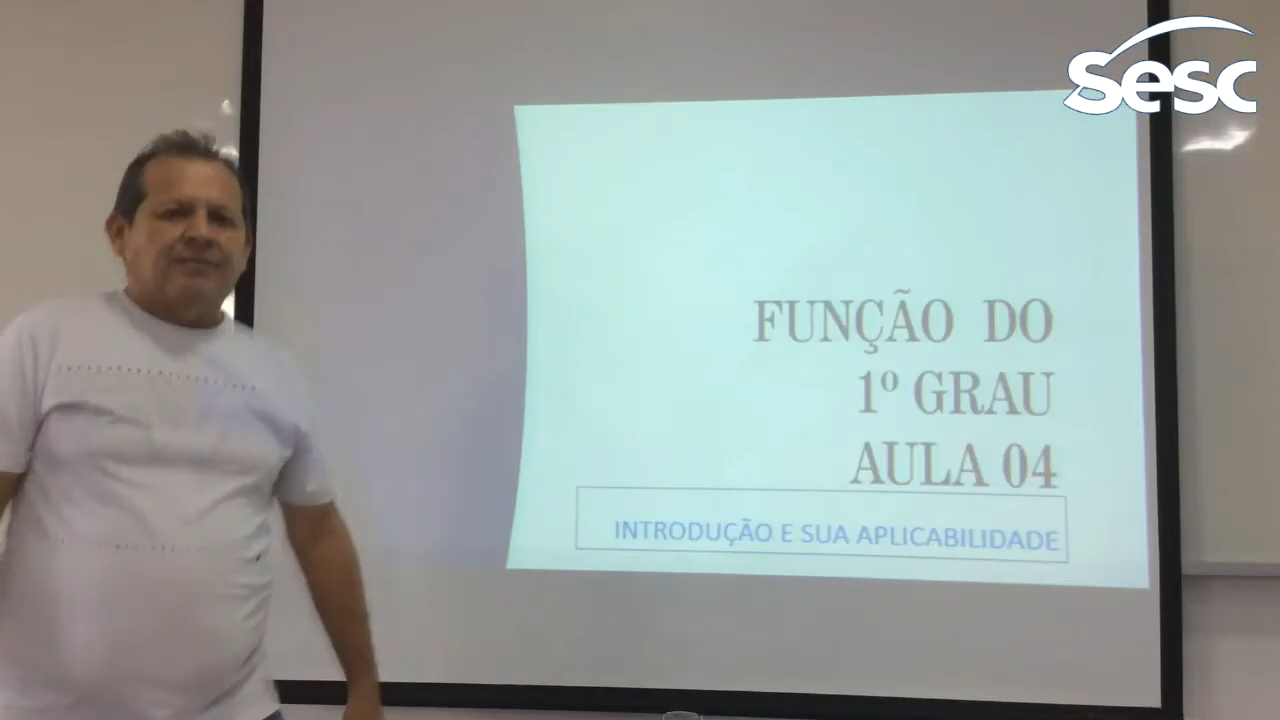 Sesc
FUNÇÃO DO
1º GRAU
AULA 04
INTRODUÇÃO E SUA APLICABILIDADE